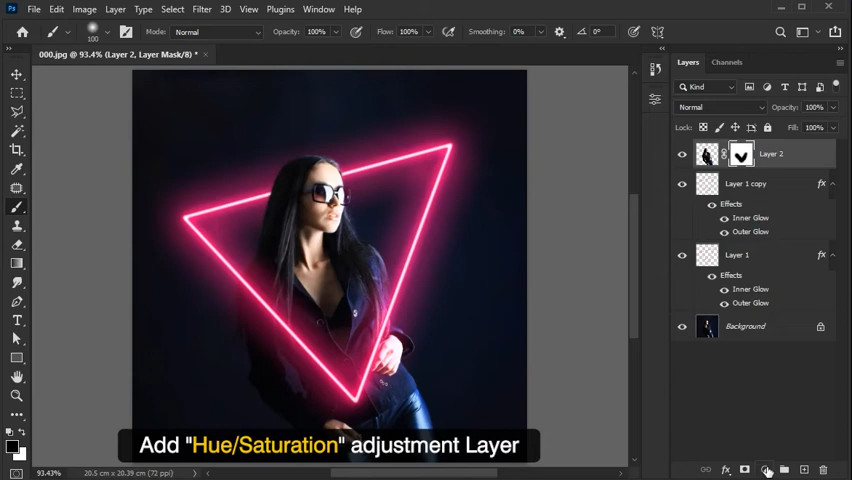 Ps File Edit Image Layer Type Select Filter 3D View Plugins Window Help
100 Mode: Normal Opacity: 100% Flow: 100% Smoothing: 0% 0°
000.jpg @ 93.4% (Layer 2, Layer Mask/8) *
Layers Channels
Kind
Normal Opacity: 100%
Lock: Fill: 100%
Layer 2
Layer 1 copy fx
Effects
Inner Glow
Outer Glow
Layer 1 fx
Effects
Inner Glow
Outer Glow
Background
Add "Hue/Saturation" adjustment Layer
93.43% 20.5 cm x 20.39 cm (72 ppi)
fx